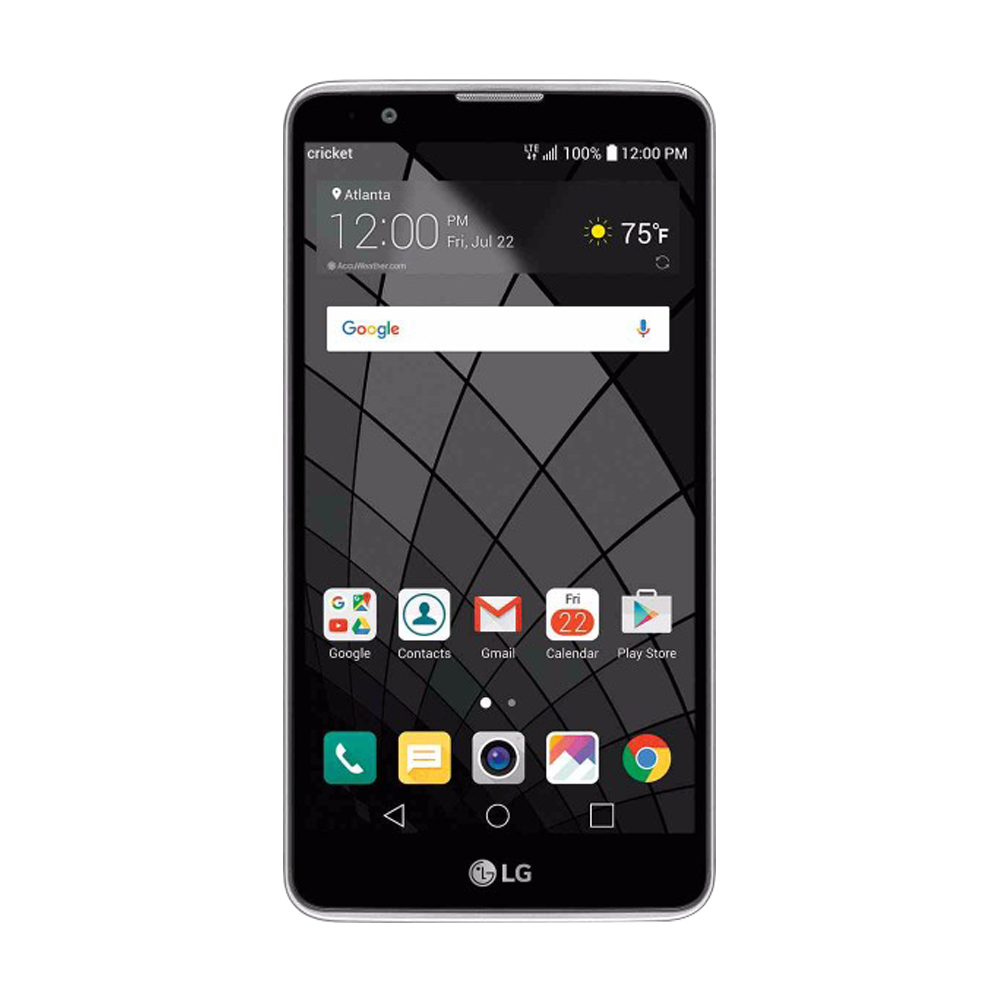 cricket LTE 100% 12:00 PM
Atlanta
12:00 PM
Fri, Jul 22
75°F
AccuWeather.com
Google
G
Fri
22
Google Contacts Gmail Calendar Play Store
LG